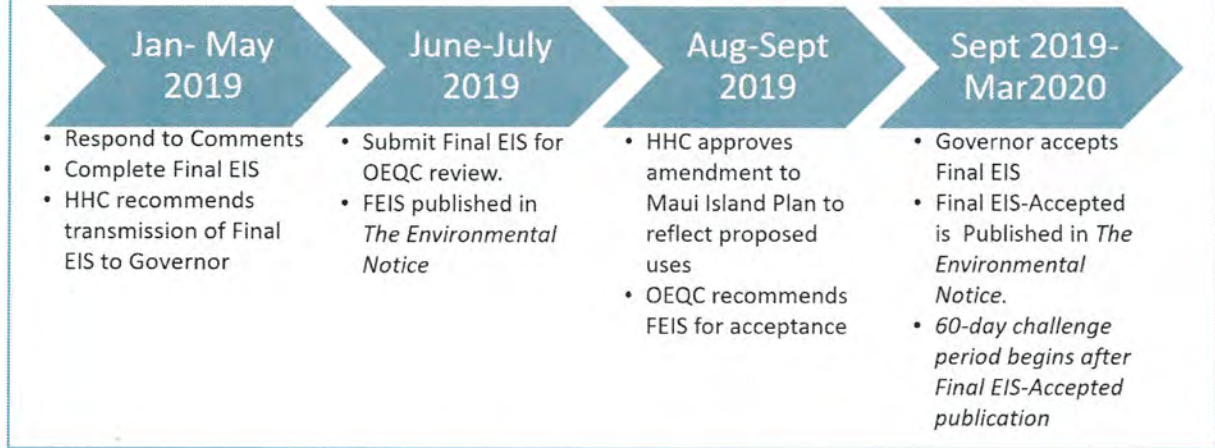 Jan- May
2019
• Respond to Comments
• Complete Final EIS
• HHC recommends
transmission of Final
EIS to Governor
June-July
2019
• Submit Final EIS for
OEQC review.
• FEIS published in
The Environmental
Notice
Aug-Sept
2019
• HHC approves
amendment to
Maui Island Plan to
reflect proposed
uses
• OEQC recommends
FEIS for acceptance
Sept 2019-
Mar2020
• Governor accepts
Final EIS
• Final EIS-Accepted
is Published in The
Environmental
Notice.
• 60-day challenge
period begins after
Final EIS-Accepted
publication